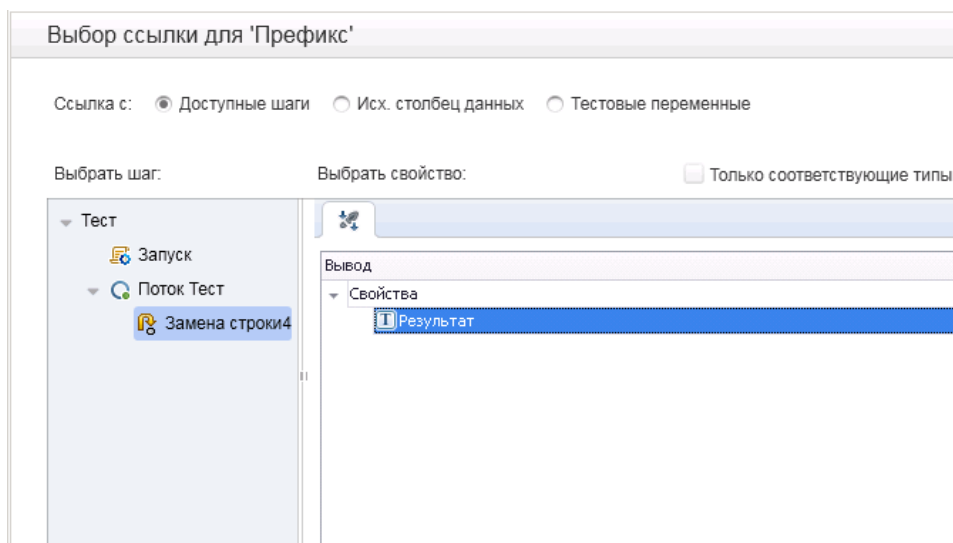 Выбор ссылки для 'Префикс'
Ссылка с: Доступные шаги Исх. столбец данных Тестовые переменные
Выбрать шаг: Выбрать свойство: Только соответствующие типы
Тест
Запуск
Поток Тест
Замена строки4
Вывод
Свойства
Результат